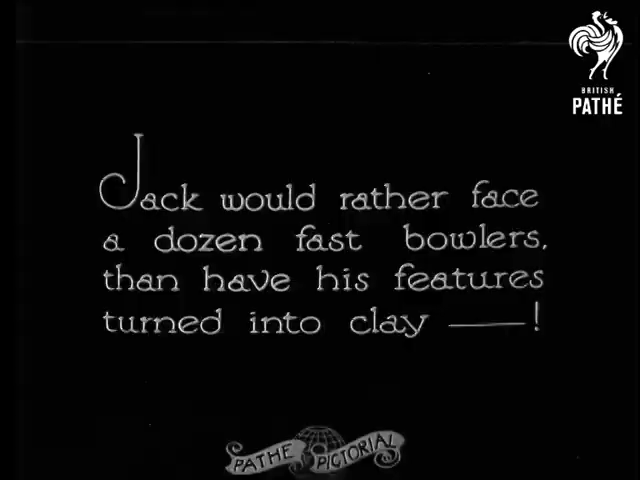 BRITISH
PATHÉ
Jack would rather face
a dozen fast bowlers,
than have his features
turned into clay —— !
PATHE PICTORIAL